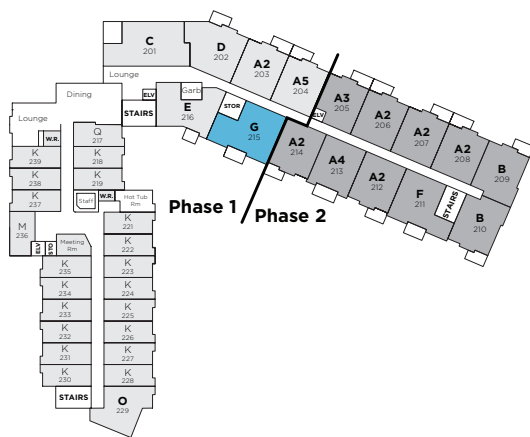 C
201
D
202
A2
203
A5
204
A3
205
A2
206
A2
207
A2
208
B
209
B
210
STAIRS
F
211
A2
212
A4
213
A2
214
ELV
G
215
STOR
Garb
E
216
ELV
STAIRS
Lounge
Dining
Lounge
W.R.
Q
217
K
218
K
219
K
239
K
238
K
237
Staff
W.R.
Hot Tub
Rm
M
236
ELV
STO
Meeting
Rm
K
221
K
222
K
223
K
224
K
225
K
226
K
227
K
228
O
229
K
235
K
234
K
233
K
232
K
231
K
230
STAIRS
Phase 1
Phase 2